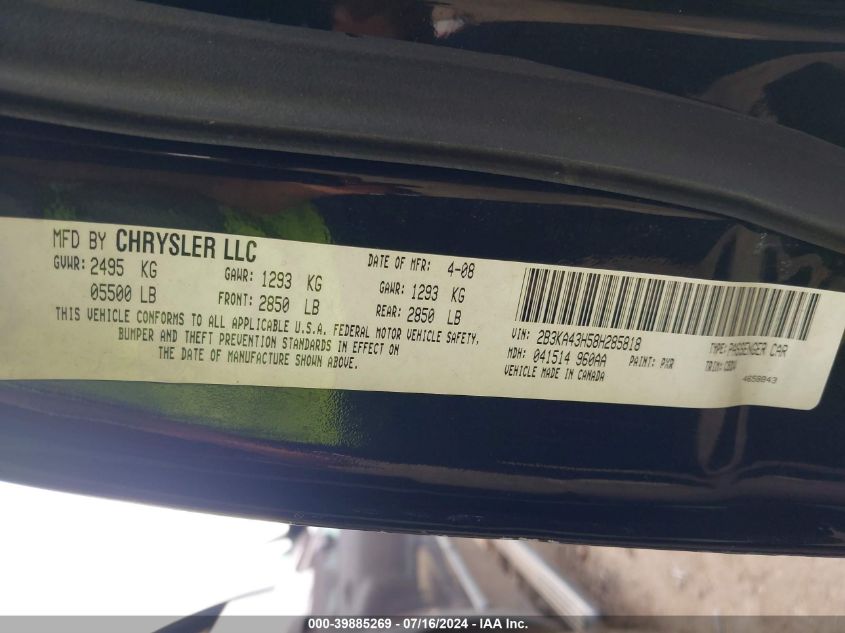 MFD BY CHRYSLER LLC
DATE OF MFR: 4-08
GVWR: 2495 KG
GAWR: 1293 KG
GAWR: 1293 KG
05500 LB
FRONT: 2850 LB
REAR: 2850 LB
THIS VEHICLE CONFORMS TO ALL APPLICABLE U.S.A. FEDERAL MOTOR VEHICLE SAFETY,
BUMPER AND THEFT PREVENTION STANDARDS IN EFFECT ON
THE DATE OF MANUFACTURE SHOWN ABOVE.
VIN: 2B3KA43H58H285818
TYPE: PASSENGER CAR
MDH: 041514 960AA
PAINT: PXR
TRIM:
VEHICLE MADE IN CANADA
4658B43
000-39885269 - 07/16/2024 - IAA Inc.